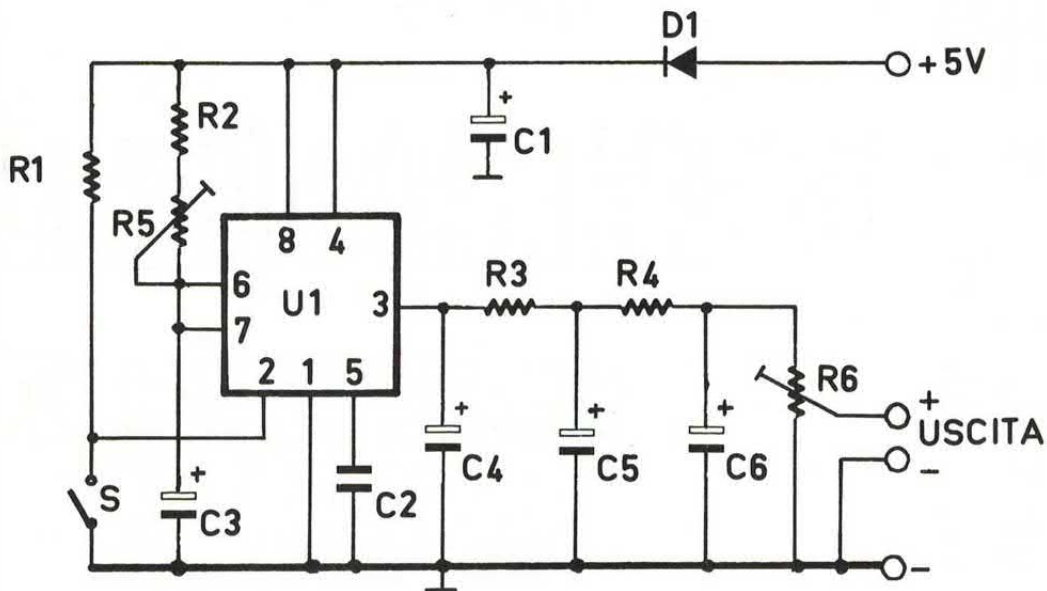 D1
+5V
R2
+
C1
R1
R5
8 4
R3
R4
6
U1
3
7
R6
2 1 5
+
USCITA
+
+
+
C4
C5
C6
-
S
+
C2
C3
-